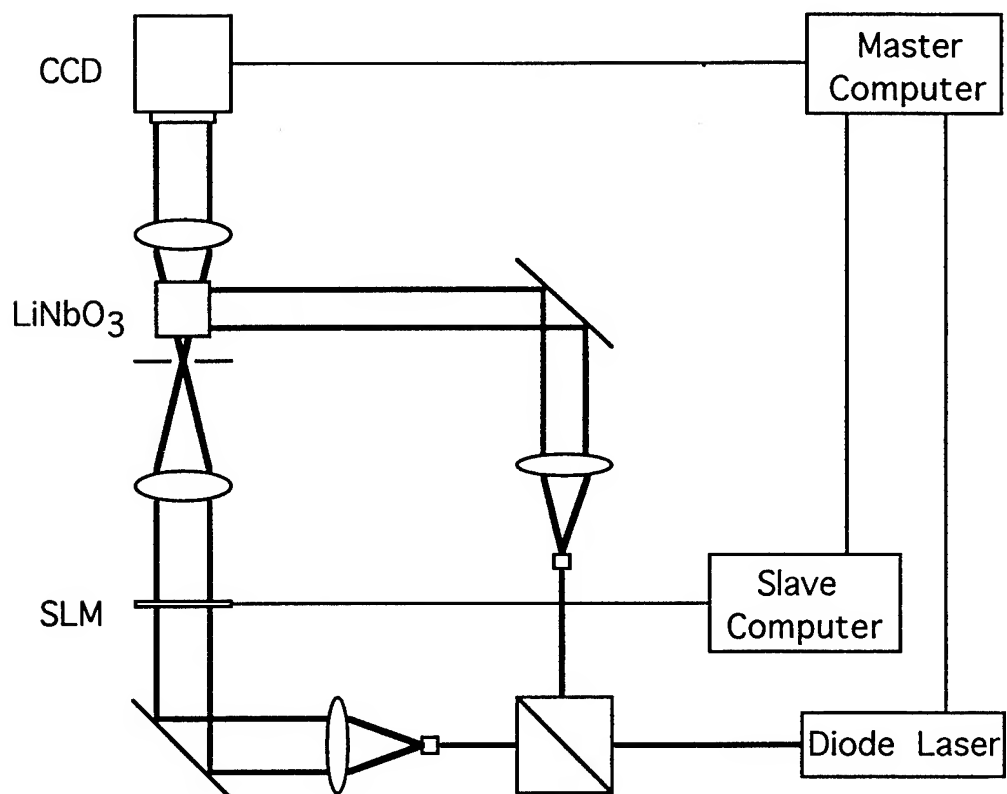 CCD
Master
Computer
LiNbO3
SLM
Slave
Computer
Diode Laser